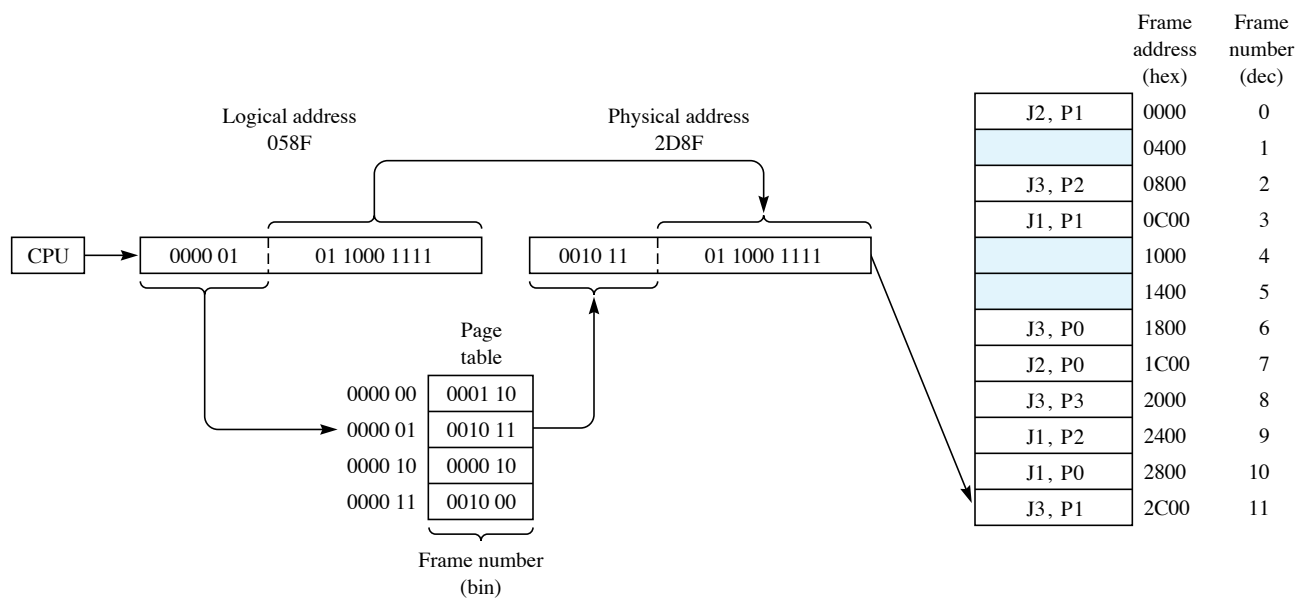 Frame address (hex)
Frame number (dec)
Logical address
058F
Physical address
2D8F
CPU
0000 01
01 1000 1111
0010 11
01 1000 1111
Page table
0000 00
0001 10
0000 01
0010 11
0000 10
0000 10
0000 11
0010 00
Frame number
(bin)
J2, P1 0000 0
0400 1
J3, P2 0800 2
J1, P1 0C00 3
1000 4
1400 5
J3, P0 1800 6
J2, P0 1C00 7
J3, P3 2000 8
J1, P2 2400 9
J1, P0 2800 10
J3, P1 2C00 11